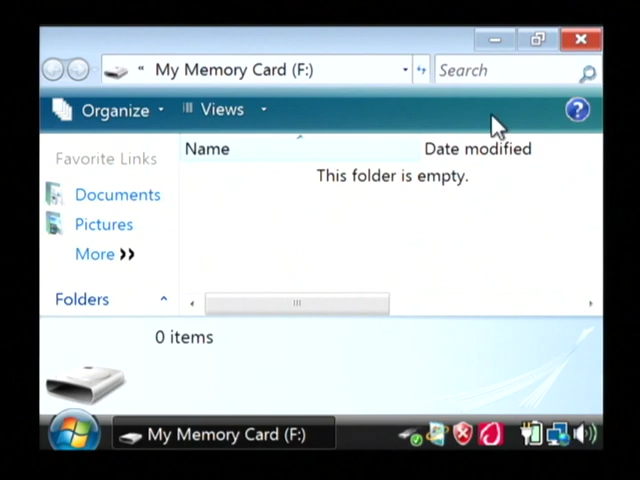 « My Memory Card (F:)
Search
Organize Views ?
Favorite Links
Documents
Pictures
More »
Folders
Name Date modified
This folder is empty.
0 items
My Memory Card (F:)